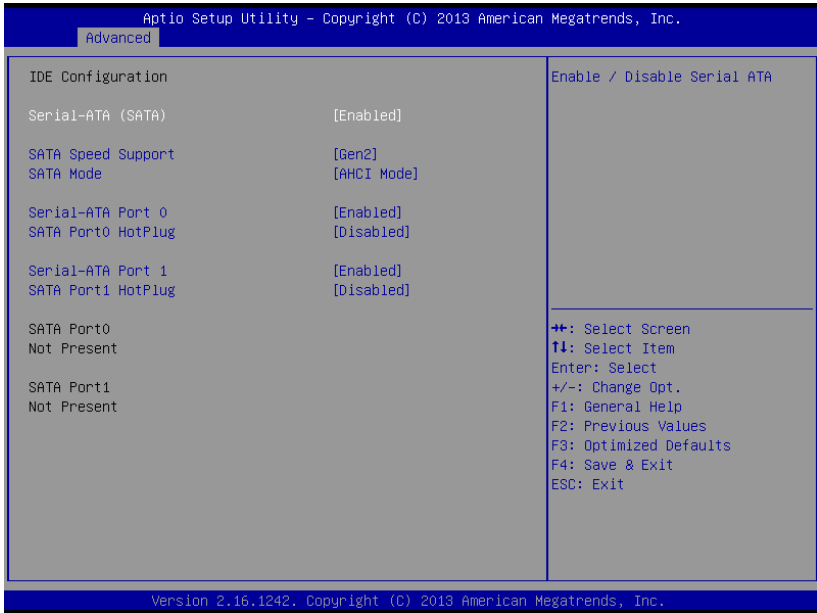 Aptio Setup Utility – Copyright (C) 2013 American Megatrends, Inc.
Advanced
IDE Configuration
Serial-ATA (SATA) [Enabled]
SATA Speed Support [Gen2]
SATA Mode [AHCI Mode]
Serial-ATA Port 0 [Enabled]
SATA Port0 HotPlug [Disabled]
Serial-ATA Port 1 [Enabled]
SATA Port1 HotPlug [Disabled]
SATA Port0
Not Present
SATA Port1
Not Present
Enable / Disable Serial ATA
→←: Select Screen
↑↓: Select Item
Enter: Select
+/-: Change Opt.
F1: General Help
F2: Previous Values
F3: Optimized Defaults
F4: Save & Exit
ESC: Exit
Version 2.16.1242. Copyright (C) 2013 American Megatrends, Inc.